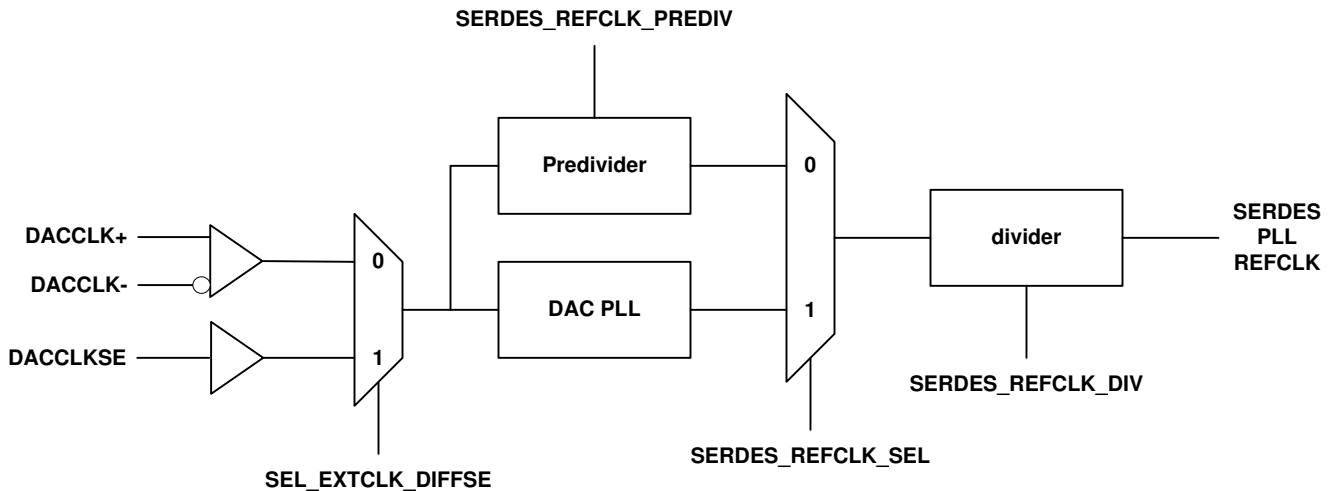 SERDES_REFCLK_PREDIV
Predivider
0
DACCLK+
DACCLK-
0
DAC PLL
1
divider
SERDES
PLL
REFCLK
DACCLKSE
1
SERDES_REFCLK_DIV
SERDES_REFCLK_SEL
SEL_EXTCLK_DIFFSE